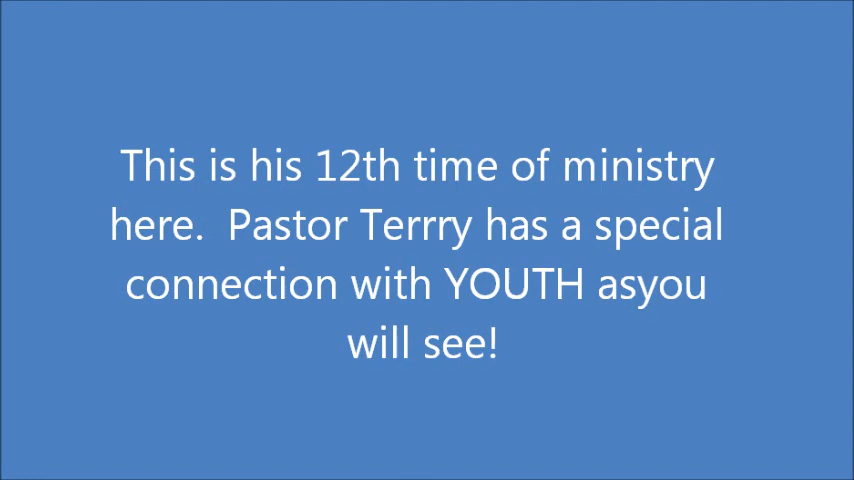 This is his 12th time of ministry
here.  Pastor Terrry has a special
connection with YOUTH asyou
will see!